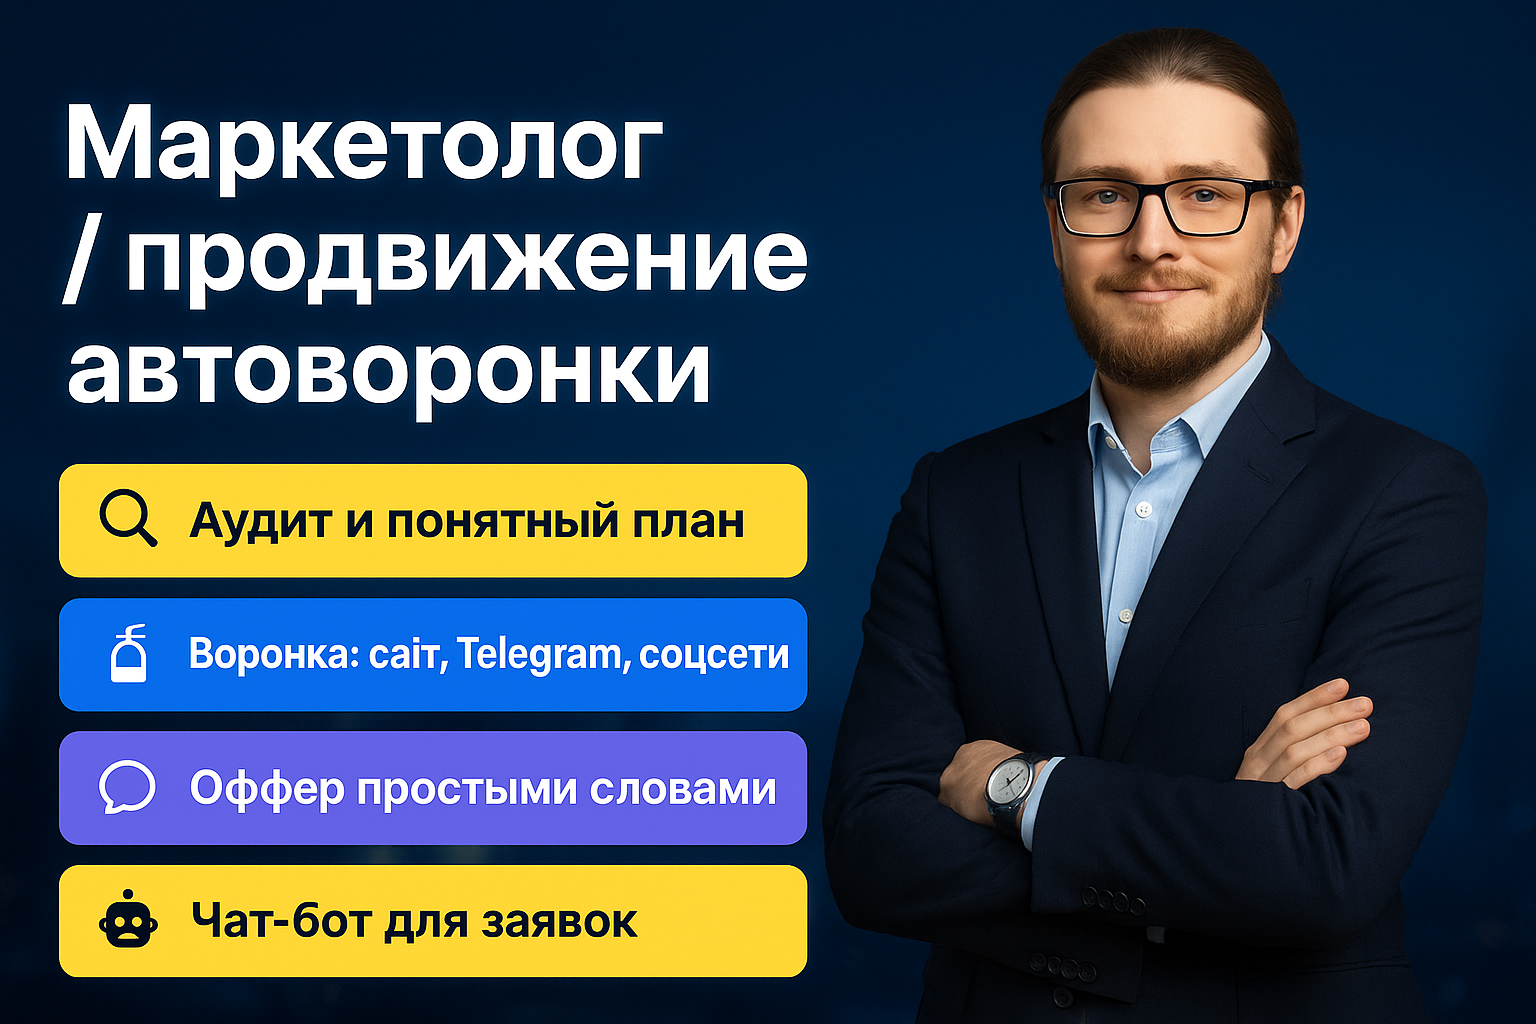 Маркетолог
/ продвижение
автоворонки
Аудит и понятный план
Воронка: саіт, Telegram, соцсети
Оффер простыми словами
Чат-бот для заявок